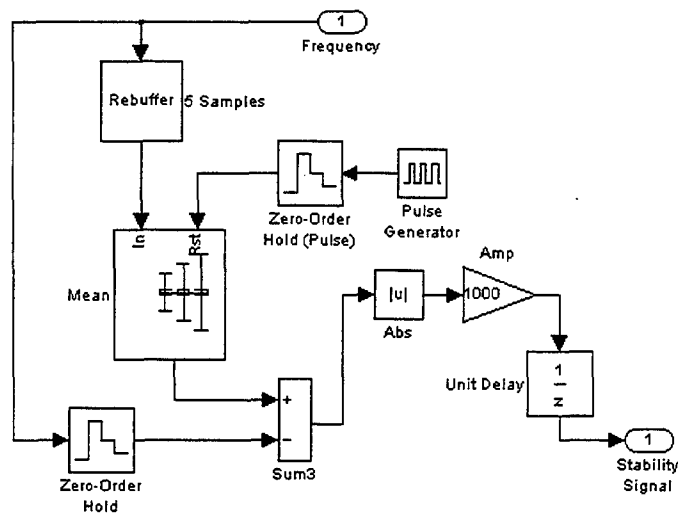 1
Frequency
Rebuffer
5 Samples
Zero-Order
Hold (Pulse)
Pulse
Generator
In
Rst
Mean
Amp
|u|
1000
Abs
Unit Delay
1
z
+
-
Sum3
Zero-Order
Hold
1
Stability
Signal